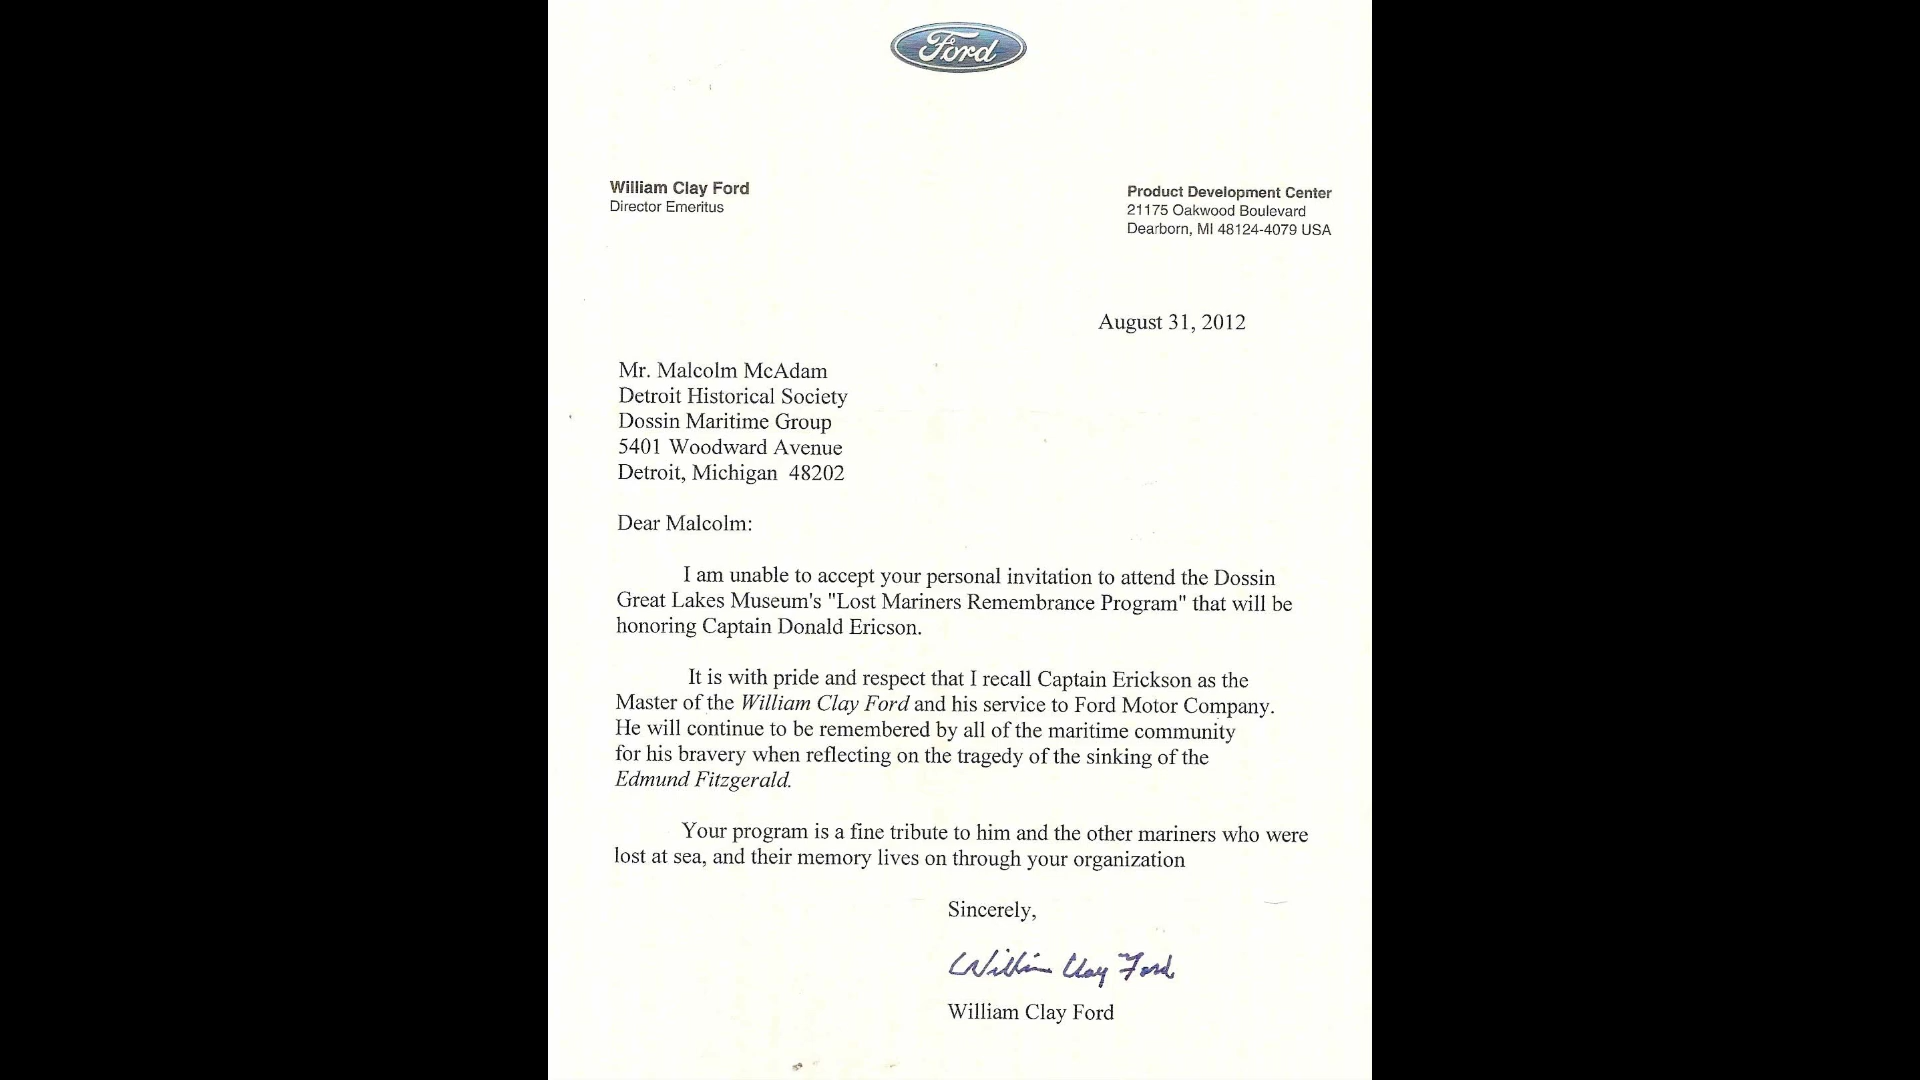 Ford
William Clay Ford
Director Emeritus
Product Development Center
21175 Oakwood Boulevard
Dearborn, MI 48124-4079 USA
August 31, 2012
Mr. Malcolm McAdam
Detroit Historical Society
Dossin Maritime Group
5401 Woodward Avenue
Detroit, Michigan 48202
Dear Malcolm:
I am unable to accept your personal invitation to attend the Dossin
Great Lakes Museum's "Lost Mariners Remembrance Program" that will be
honoring Captain Donald Ericson.
It is with pride and respect that I recall Captain Erickson as the
Master of the William Clay Ford and his service to Ford Motor Company.
He will continue to be remembered by all of the maritime community
for his bravery when reflecting on the tragedy of the sinking of the
Edmund Fitzgerald.
Your program is a fine tribute to him and the other mariners who were
lost at sea, and their memory lives on through your organization
Sincerely,
William Clay Ford
William Clay Ford